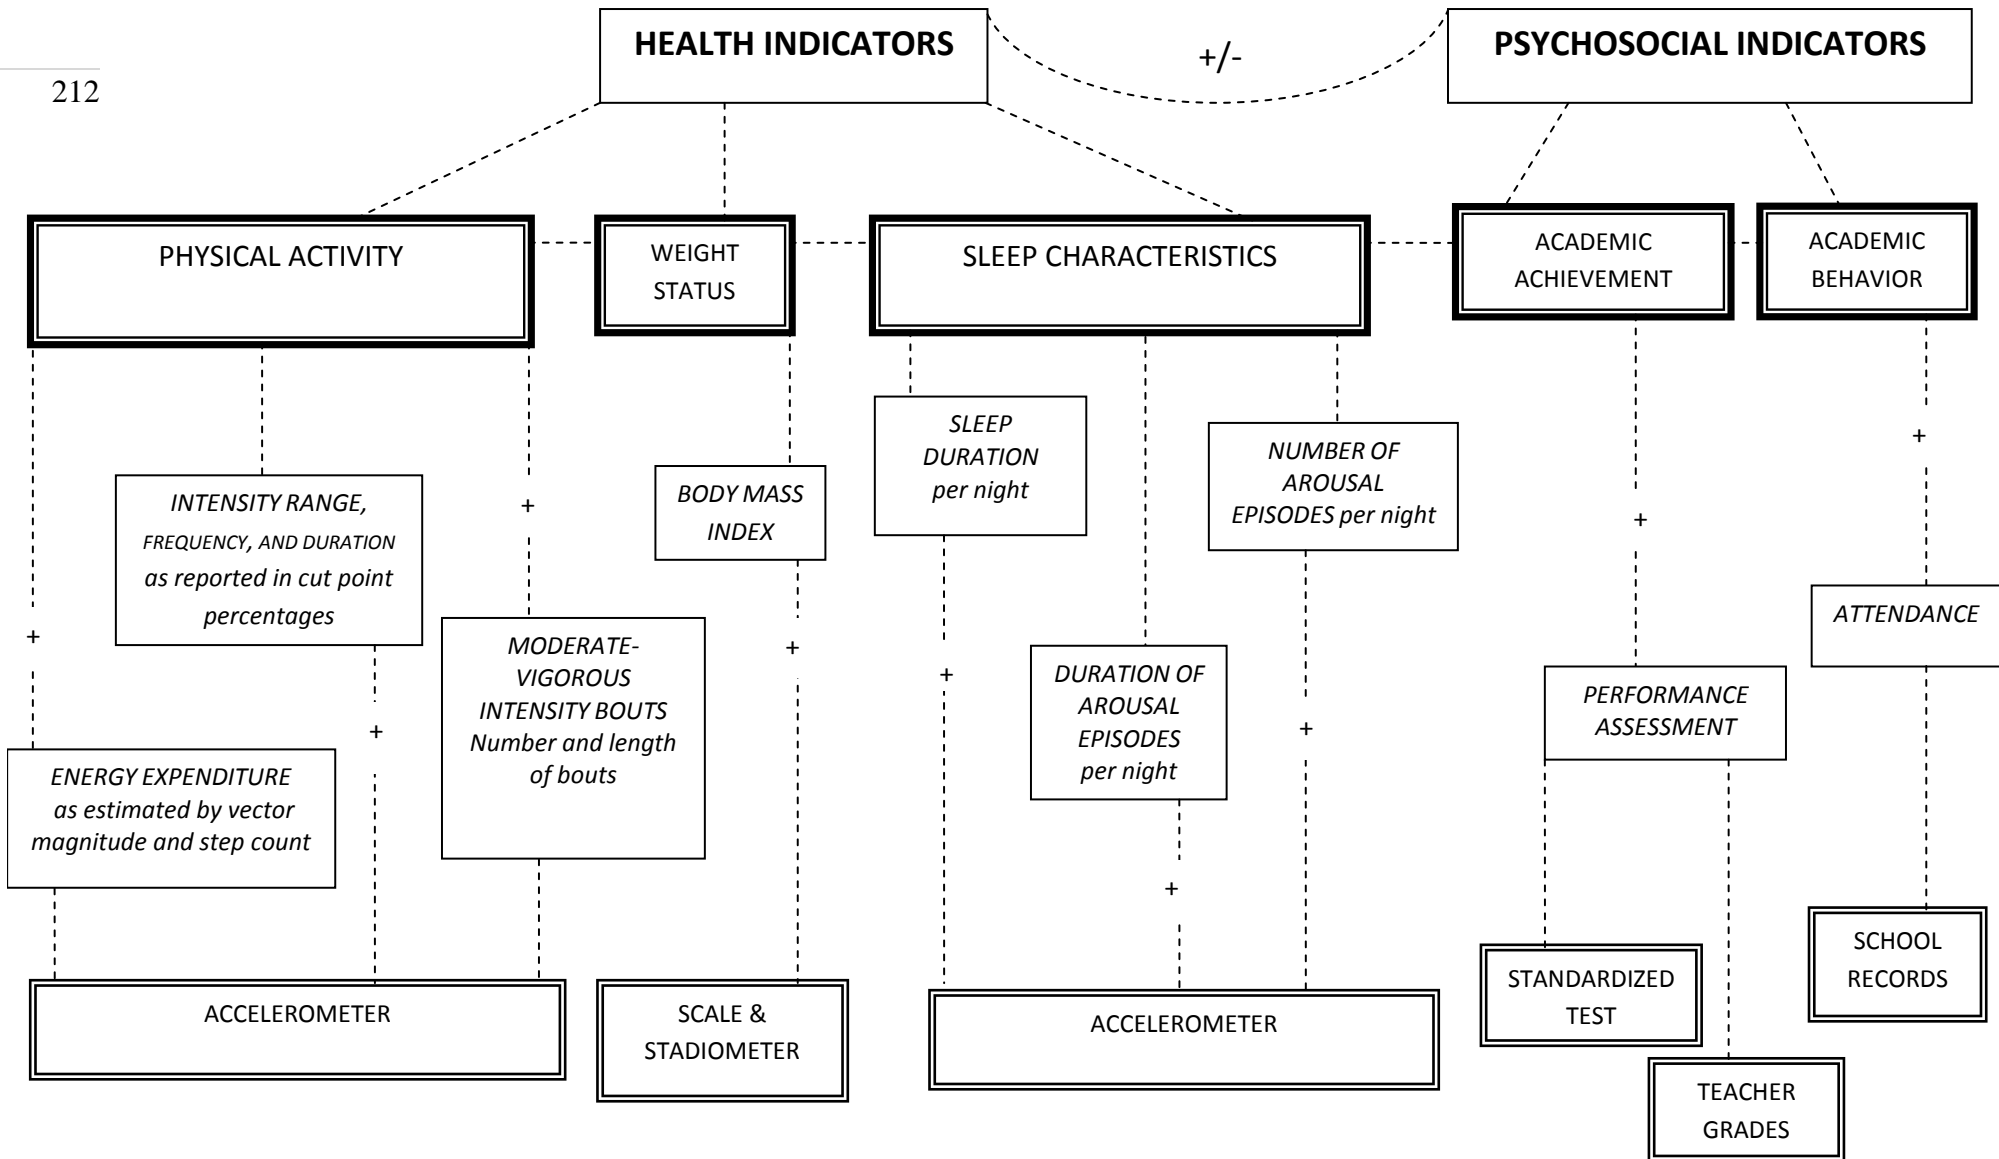 212
HEALTH INDICATORS
+/-
PSYCHOSOCIAL INDICATORS
PHYSICAL ACTIVITY
WEIGHT
STATUS
SLEEP CHARACTERISTICS
ACADEMIC
ACHIEVEMENT
ACADEMIC
BEHAVIOR
SLEEP
DURATION
per night
NUMBER OF
AROUSAL
EPISODES per night
+
INTENSITY RANGE,
FREQUENCY, AND DURATION
as reported in cut point
percentages
+
BODY MASS
INDEX
+
+
ATTENDANCE
MODERATE-
VIGOROUS
INTENSITY BOUTS
Number and length
of bouts
+
+
DURATION OF
AROUSAL
EPISODES
per night
PERFORMANCE
ASSESSMENT
+
+
+
ENERGY EXPENDITURE
as estimated by vector
magnitude and step count
+
ACCELEROMETER
SCALE &
STADIOMETER
ACCELEROMETER
STANDARDIZED
TEST
SCHOOL
RECORDS
TEACHER
GRADES